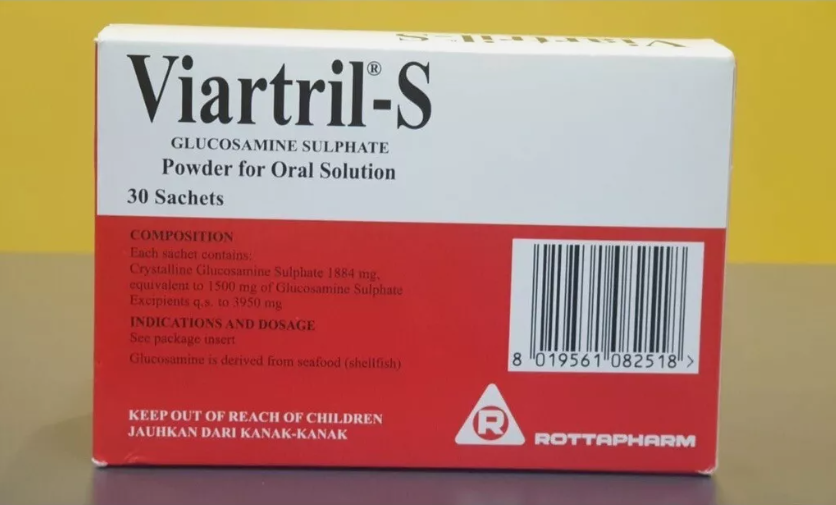 Viartril-S
Viartril®-S
GLUCOSAMINE SULPHATE
Powder for Oral Solution
30 Sachets
COMPOSITION
Each sachet contains:
Crystalline Glucosamine Sulphate 1884 mg,
equivalent to 1500 mg of Glucosamine Sulphate
Excipients q.s. to 3950 mg
INDICATIONS AND DOSAGE
See package insert
Glucosamine is derived from seafood (shellfish)
8 019561 082518 >
KEEP OUT OF REACH OF CHILDREN
JAUHKAN DARI KANAK-KANAK
R
ROTTAPHARM